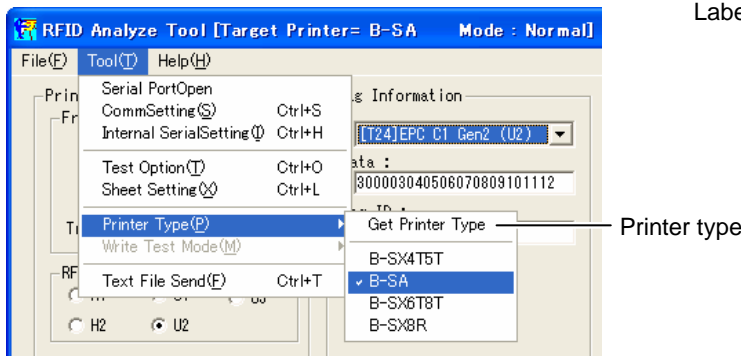 Labe
RFID Analyze Tool [Target Printer= B-SA Mode : Normal]
File(F) Tool(T) Help(H)
Serial PortOpen
CommSetting(S) Ctrl+S
Internal SerialSetting(I) Ctrl+H
Test Option(T) Ctrl+O
Sheet Setting(X) Ctrl+L
Printer Type(P)
Write Test Mode(M)
Text File Send(F) Ctrl+T
Prin
Fr
g Information
[T24]EPC C1 Gen2 (U2)
ata :
300003040506070809101112
ID :
Get Printer Type
B-SX4T5T
B-SA
B-SX6T8T
B-SX8R
Printer type
RF
H2 U2